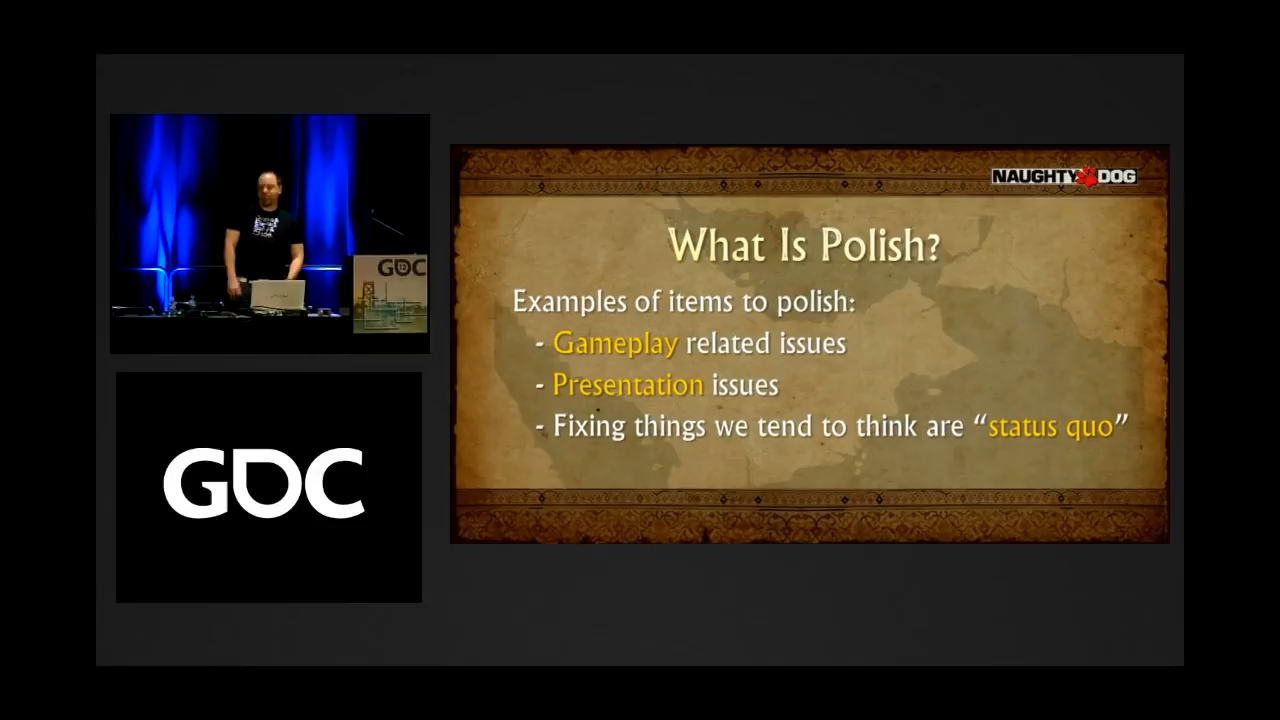 GDC
GDC
NAUGHTY DOG
What Is Polish?
Examples of items to polish:
- Gameplay related issues
- Presentation issues
- Fixing things we tend to think are “status quo”